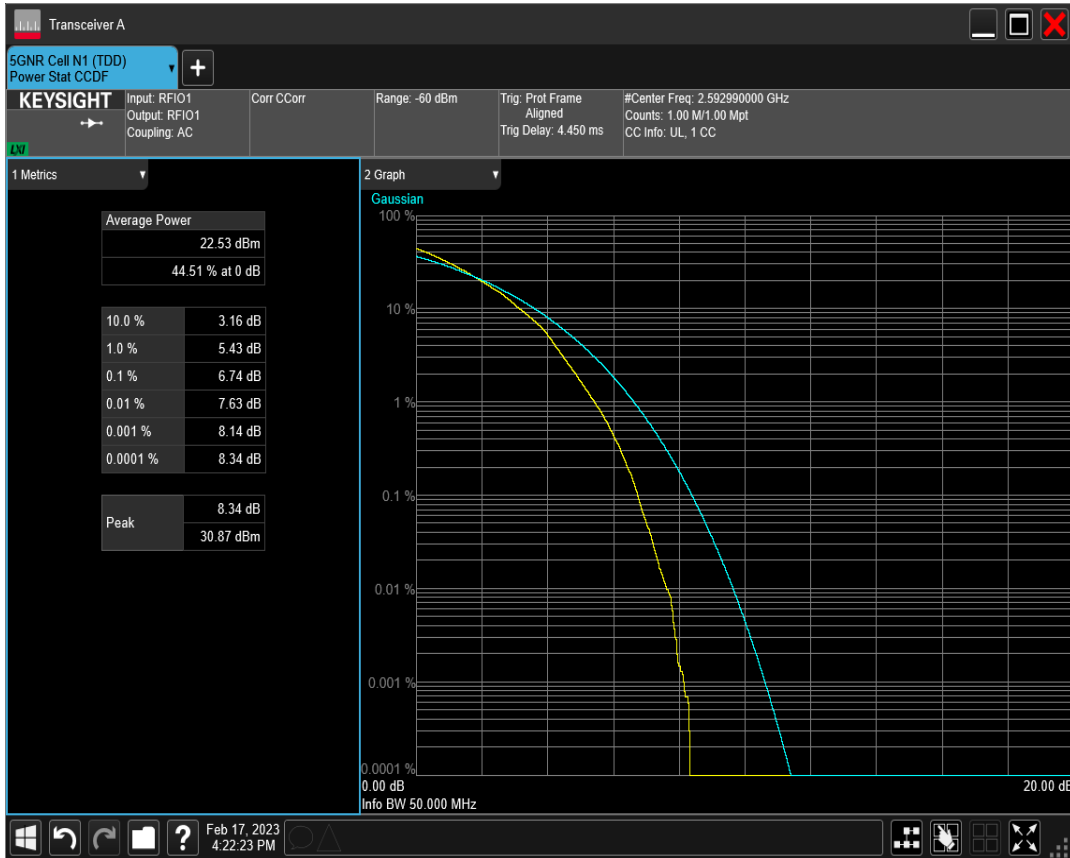 Transceiver A
5GNR Cell N1 (TDD)
Power Stat CCDF
KEYSIGHT
LXI
Input: RFIO1
Output: RFIO1
Coupling: AC
Corr CCorr
Range: -60 dBm
Trig: Prot Frame
Aligned
Trig Delay: 4.450 ms
#Center Freq: 2.592990000 GHz
Counts: 1.00 M/1.00 Mpt
CC Info: UL, 1 CC
1 Metrics
Average Power
22.53 dBm
44.51 % at 0 dB
10.0 % 3.16 dB
1.0 % 5.43 dB
0.1 % 6.74 dB
0.01 % 7.63 dB
0.001 % 8.14 dB
0.0001 % 8.34 dB
Peak
8.34 dB
30.87 dBm
2 Graph
Gaussian
100 %
10 %
1 %
0.1 %
0.01 %
0.001 %
0.0001 %
0.00 dB 20.00 dB
Info BW 50.000 MHz
?
Feb 17, 2023
4:22:23 PM